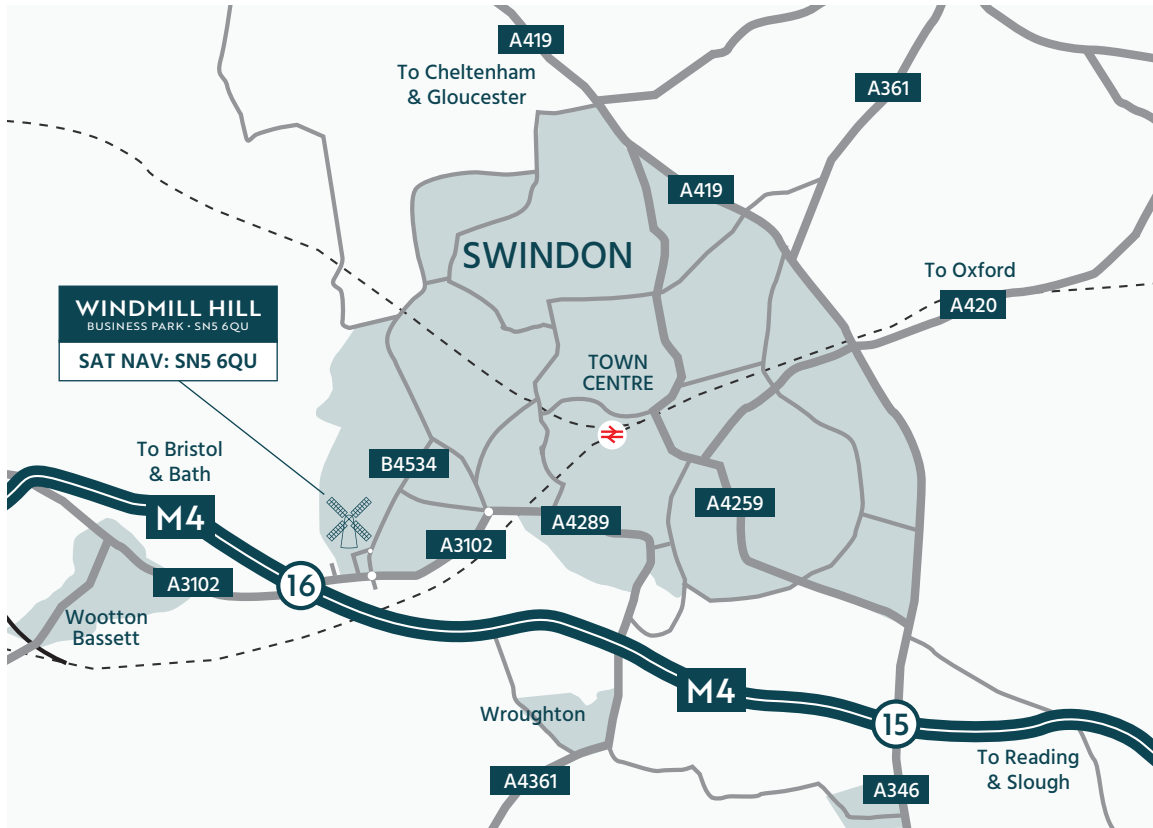 A419
To Cheltenham
& Gloucester
A361
A419
SWINDON
To Oxford
A420
WINDMILL HILL
BUSINESS PARK · SN5 6QU
SAT NAV: SN5 6QU
TOWN
CENTRE
To Bristol
& Bath
B4534
M4
A4259
A4289
A3102
A3102
16
Wootton
Bassett
M4
Wroughton
15
To Reading
& Slough
A4361
A346